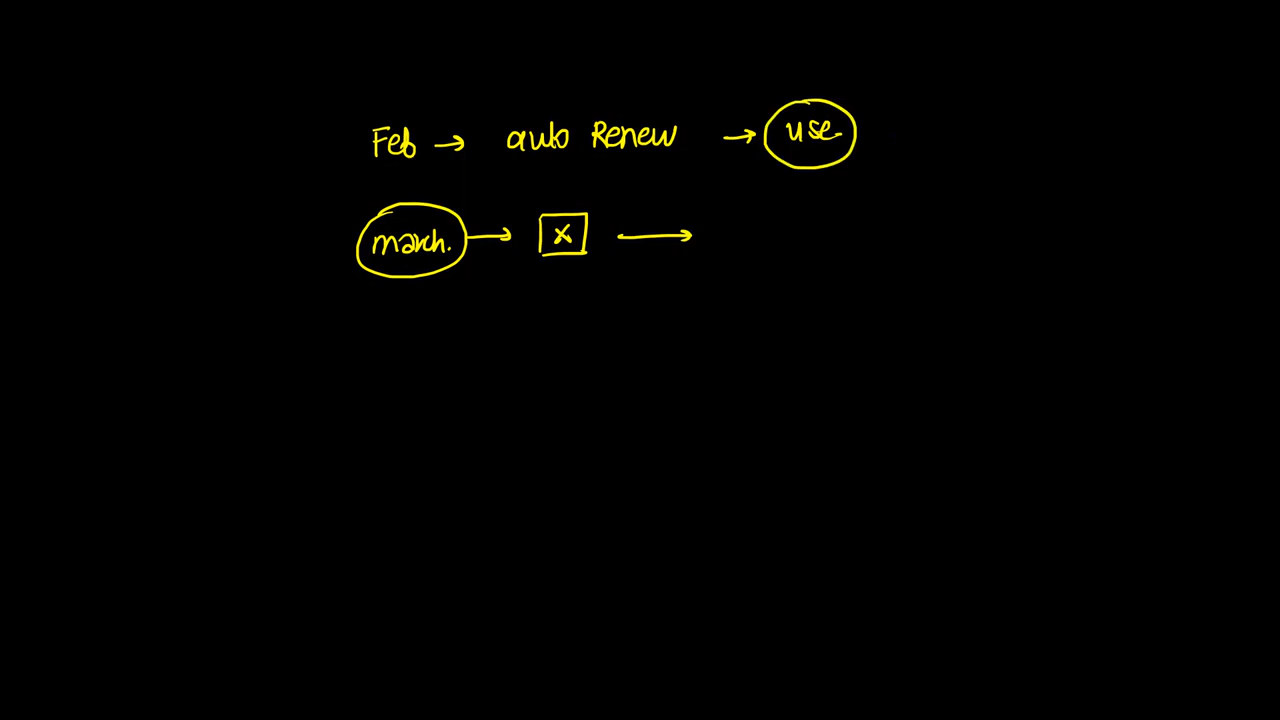 Feb → auto Renew → use.
march. → x →